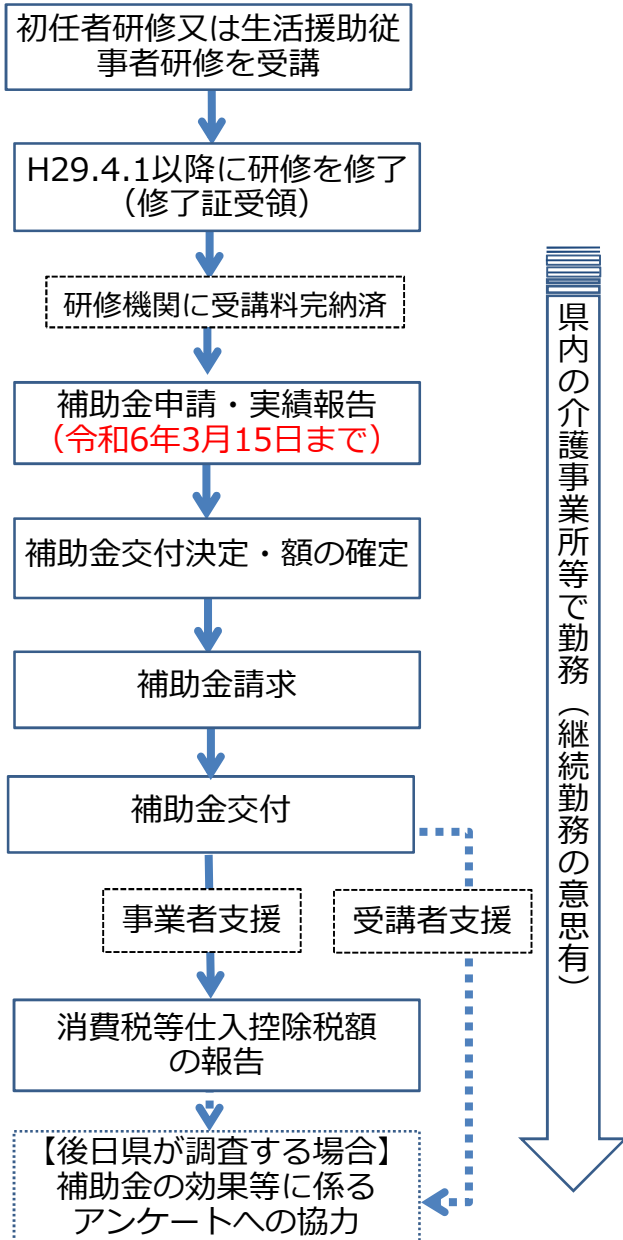 初任者研修又は生活援助従
事者研修を受講
H29.4.1以降に研修を修了
（修了証受領）
研修機関に受講料完納済
補助金申請・実績報告
（令和6年3月15日まで）
補助金交付決定・額の確定
補助金請求
補助金交付
事業者支援
受講者支援
消費税等仕入控除税額
の報告
【後日県が調査する場合】
補助金の効果等に係る
アンケートへの協力
県内の介護事業所等で勤務（継続勤務の意思有）